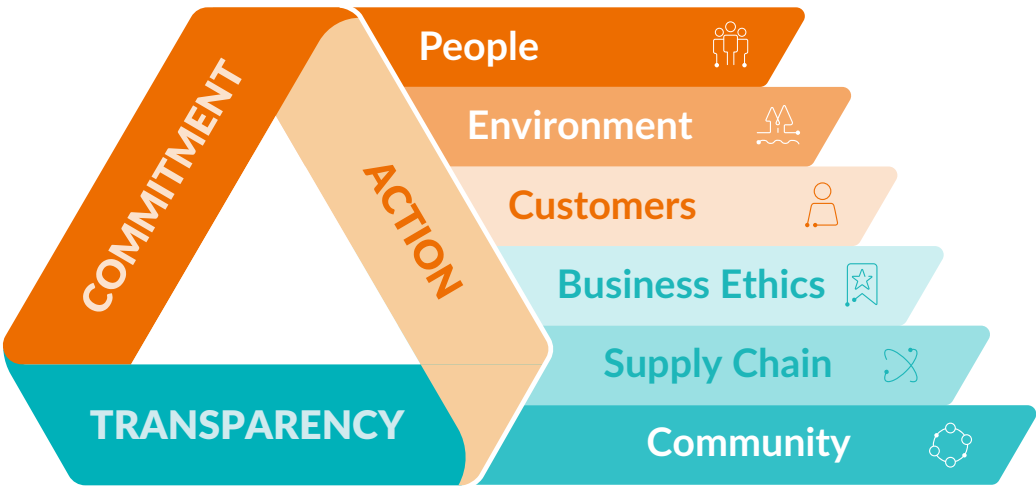 COMMITMENT
ACTION
TRANSPARENCY
People
Environment
Customers
Business Ethics
Supply Chain
Community